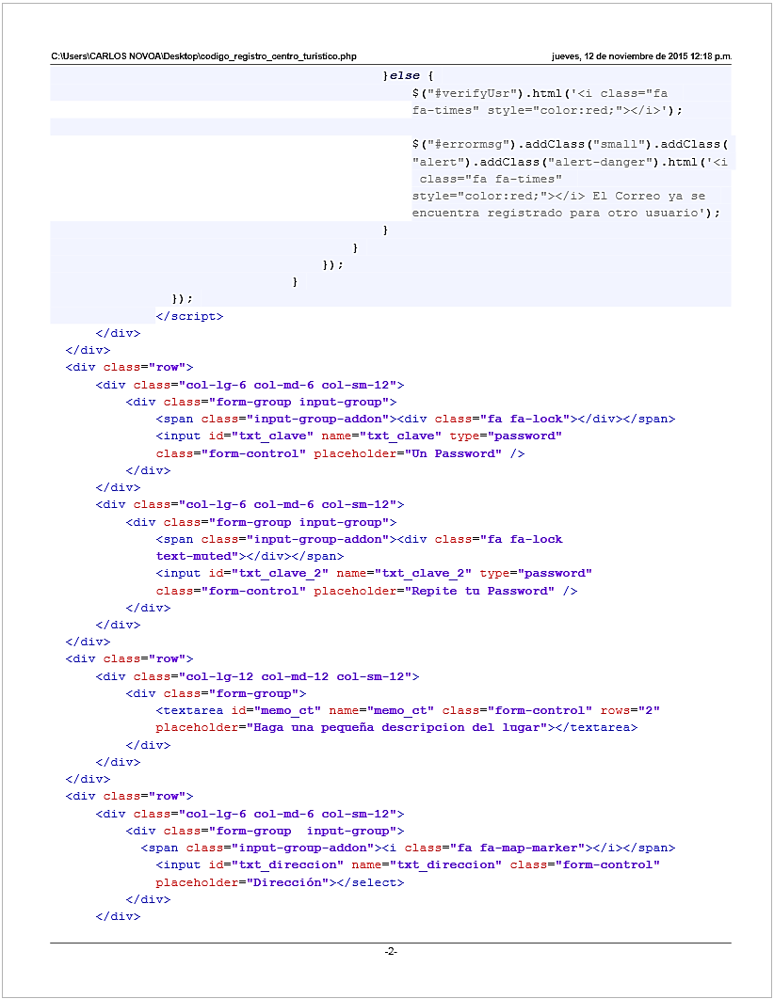 C:\Users\CARLOS NOVOA\Desktop\codigo_registro_centro_turistico.php jueves, 12 de noviembre de 2015 12:18 p.m.
}else {
$("#verifyUsr").html('<i class="fa
fa-times" style="color:red;"></i>');
$("#errormsg").addClass("small").addClass(
"alert").addClass("alert-danger").html('<i
class="fa fa-times"
style="color:red;"></i> El Correo ya se
encuentra registrado para otro usuario');
}
}
});
}
});
</script>
</div>
</div>
<div class="row">
<div class="col-lg-6 col-md-6 col-sm-12">
<div class="form-group input-group">
<span class="input-group-addon"><div class="fa fa-lock"></div></span>
<input id="txt_clave" name="txt_clave" type="password"
class="form-control" placeholder="Un Password" />
</div>
</div>
<div class="col-lg-6 col-md-6 col-sm-12">
<div class="form-group input-group">
<span class="input-group-addon"><div class="fa fa-lock
text-muted"></div></span>
<input id="txt_clave_2" name="txt_clave_2" type="password"
class="form-control" placeholder="Repite tu Password" />
</div>
</div>
</div>
<div class="row">
<div class="col-lg-12 col-md-12 col-sm-12">
<div class="form-group">
<textarea id="memo_ct" name="memo_ct" class="form-control" rows="2"
placeholder="Haga una pequeña descripcion del lugar"></textarea>
</div>
</div>
</div>
<div class="row">
<div class="col-lg-6 col-md-6 col-sm-12">
<div class="form-group  input-group">
<span class="input-group-addon"><i class="fa fa-map-marker"></i></span>
<input id="txt_direccion" name="txt_direccion" class="form-control"
placeholder="Dirección"></select>
</div>
</div>
-2-